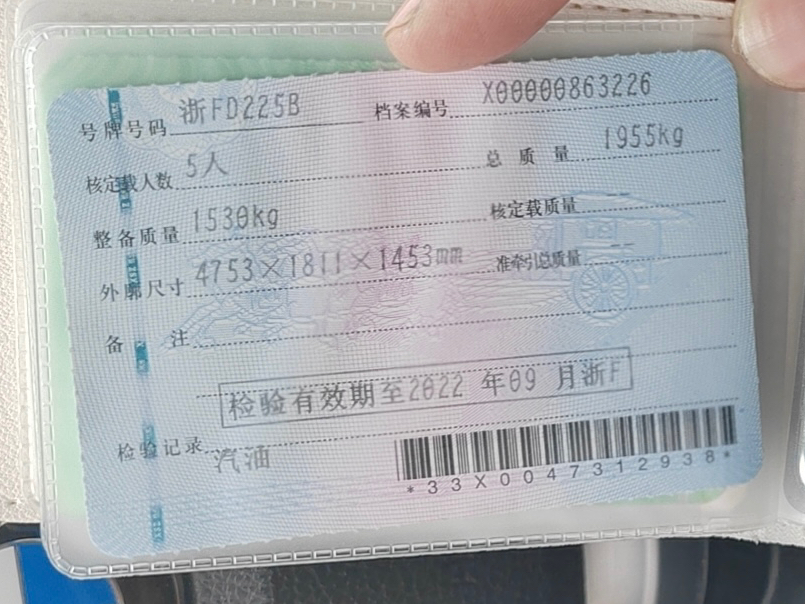 号牌号码 浙FD225B 档案编号 X00000863226
核定载人数 5人 总质量 1955kg
整备质量 1530kg 核定载质量
外廓尺寸 4753×1811×1453mm 准牵引总质量 --
备注
检验有效期至2022年09月浙F
检验记录 汽油
*33X0047312938*